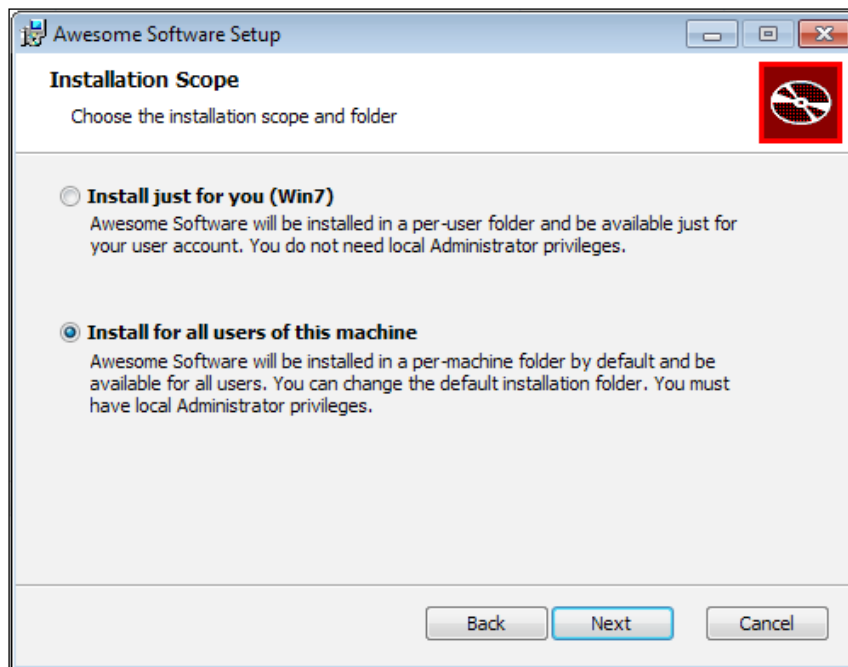 Awesome Software Setup
Installation Scope
Choose the installation scope and folder
Install just for you (Win7)
Awesome Software will be installed in a per-user folder and be available just for
your user account. You do not need local Administrator privileges.
Install for all users of this machine
Awesome Software will be installed in a per-machine folder by default and be
available for all users. You can change the default installation folder. You must
have local Administrator privileges.
Back Next Cancel